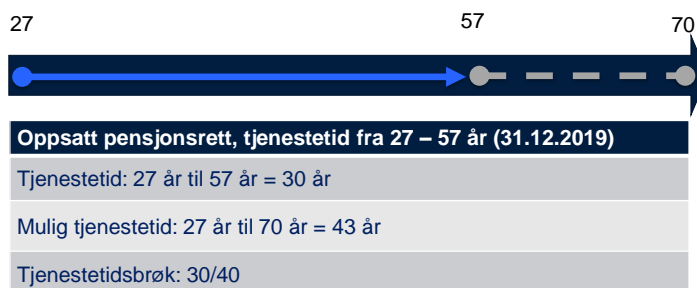 27
57
70
Oppsatt pensjonsrett, tjenestetid fra 27 – 57 år (31.12.2019)
Tjenestetid: 27 år til 57 år = 30 år
Mulig tjenestetid: 27 år til 70 år = 43 år
Tjenestetidsbrøk: 30/40